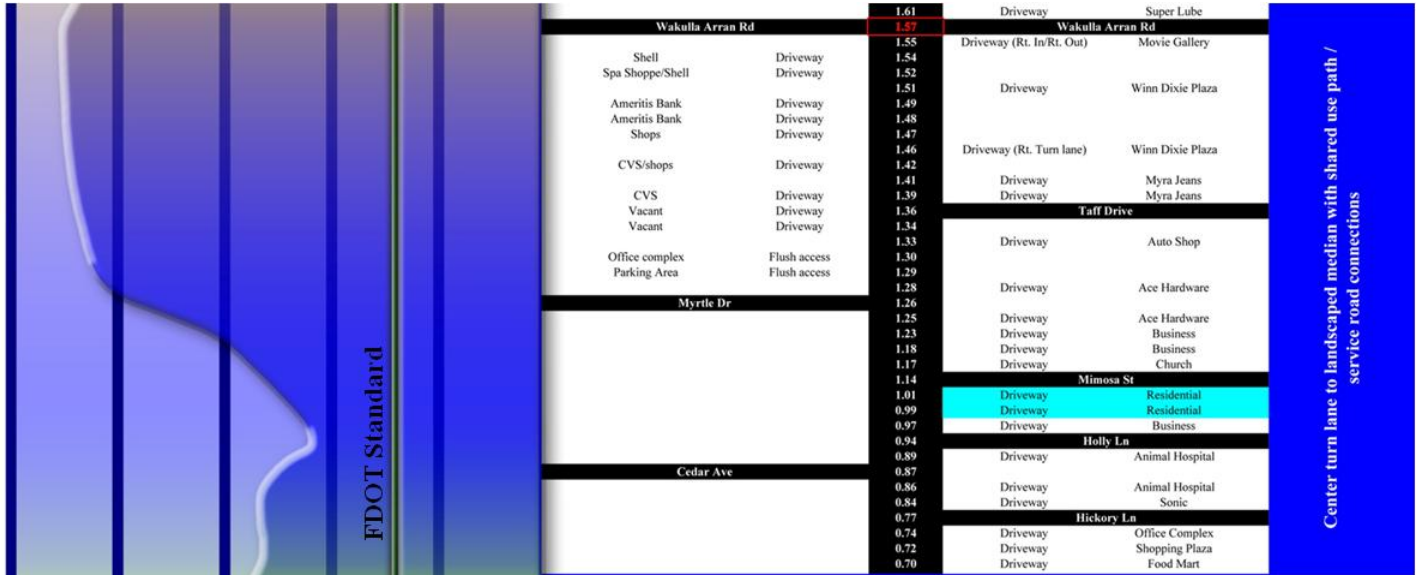 1.61 Driveway Super Lube
Wakulla Arran Rd 1.57 Wakulla Arran Rd
1.55 Driveway (Rt. In/Rt. Out) Movie Gallery
Shell Driveway 1.54
Spa Shoppe/Shell Driveway 1.52
1.51 Driveway Winn Dixie Plaza
Ameritis Bank Driveway 1.49
Ameritis Bank Driveway 1.48
Shops Driveway 1.47
1.46 Driveway (Rt. Turn lane) Winn Dixie Plaza
CVS/shops Driveway 1.42
1.41 Driveway Myra Jeans
CVS Driveway 1.39 Driveway Myra Jeans
Vacant Driveway 1.36 Taff Drive
Vacant Driveway 1.34
1.33 Driveway Auto Shop
Office complex Flush access 1.30
Parking Area Flush access 1.29
1.28 Driveway Ace Hardware
Myrtle Dr 1.26
1.25 Driveway Ace Hardware
1.23 Driveway Business
1.18 Driveway Business
1.17 Driveway Church
1.14 Mimosa St
1.01 Driveway Residential
0.99 Driveway Residential
0.97 Driveway Business
0.94 Holly Ln
0.89 Driveway Animal Hospital
Cedar Ave 0.87
0.86 Driveway Animal Hospital
0.84 Driveway Sonic
0.77 Hickory Ln
0.74 Driveway Office Complex
0.72 Driveway Shopping Plaza
0.70 Driveway Food Mart
FDOT Standard
Center turn lane to landscaped median with shared use path /
service road connections